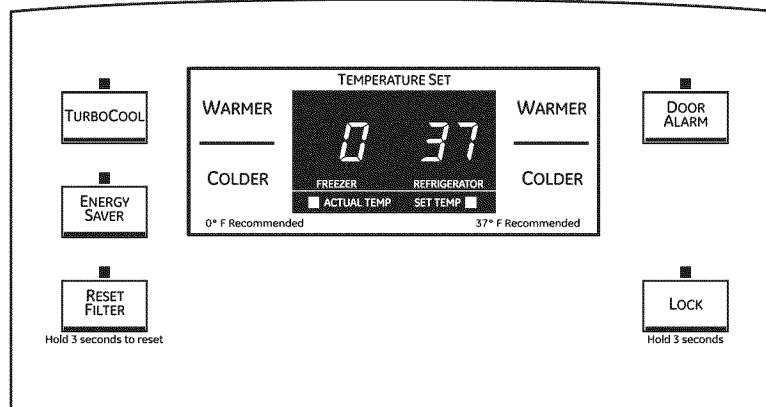 TEMPERATURE SET
TURBOCOOL
WARMER
0 37
WARMER
DOOR
ALARM
COLDER
FREEZER REFRIGERATOR
COLDER
ENERGY
SAVER
ACTUAL TEMP SET TEMP
0° F Recommended
37° F Recommended
RESET
FILTER
Hold 3 seconds to reset
LOCK
Hold 3 seconds